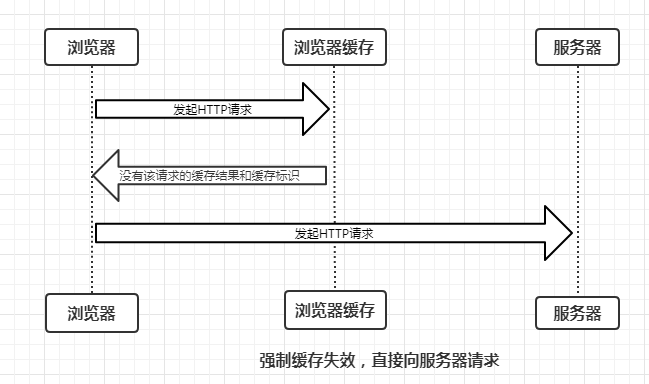 浏览器 浏览器缓存 服务器
发起HTTP请求
没有该请求的缓存结果和缓存标识
发起HTTP请求
浏览器 浏览器缓存 服务器
强制缓存失效，直接向服务器请求